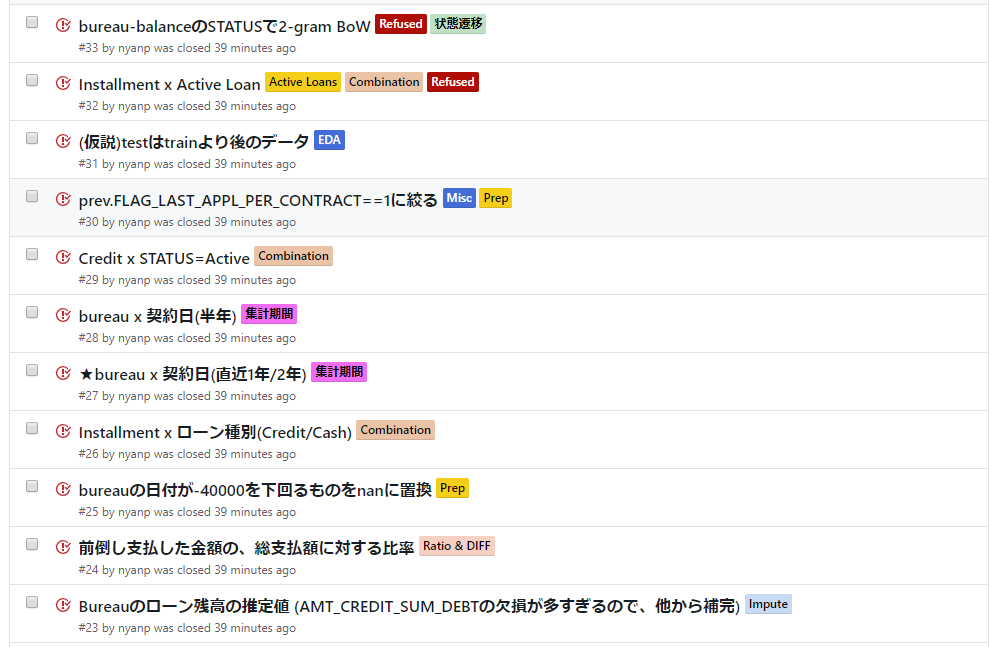 bureau-balanceのSTATUSで2-gram BoW Refused 状態遷移
#33 by nyanp was closed 39 minutes ago
Installment x Active Loan Active Loans Combination Refused
#32 by nyanp was closed 39 minutes ago
(仮説)testはtrainより後のデータ EDA
#31 by nyanp was closed 39 minutes ago
prev.FLAG_LAST_APPL_PER_CONTRACT==1に絞る Misc Prep
#30 by nyanp was closed 39 minutes ago
Credit x STATUS=Active Combination
#29 by nyanp was closed 39 minutes ago
bureau x 契約日(半年) 集計期間
#28 by nyanp was closed 39 minutes ago
★bureau x 契約日(直近1年/2年) 集計期間
#27 by nyanp was closed 39 minutes ago
Installment x ローン種別(Credit/Cash) Combination
#26 by nyanp was closed 39 minutes ago
bureauの日付が-40000を下回るものをnanに置換 Prep
#25 by nyanp was closed 39 minutes ago
前倒し支払した金額の、総支払額に対する比率 Ratio & DIFF
#24 by nyanp was closed 39 minutes ago
Bureauのローン残高の推定値 (AMT_CREDIT_SUM_DEBTの欠損が多すぎるので、他から補完) Impute
#23 by nyanp was closed 39 minutes ago